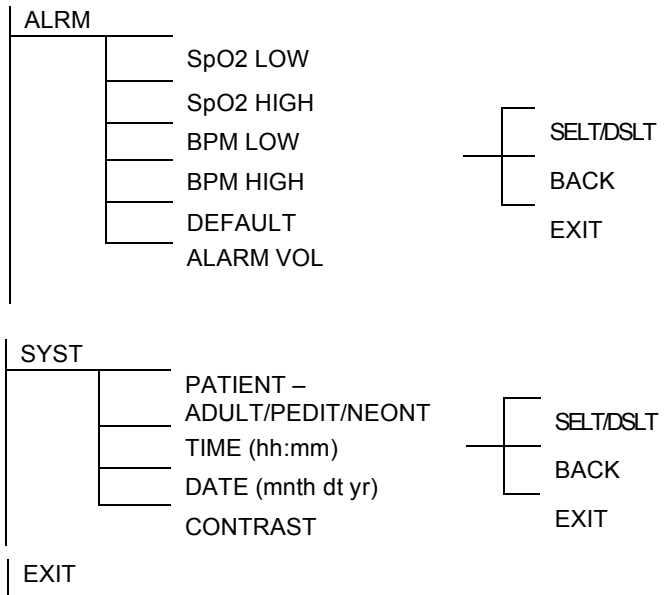 ALRM
SpO2 LOW
SpO2 HIGH
BPM LOW
BPM HIGH
DEFAULT
ALARM VOL
SELT/DSLT
BACK
EXIT
SYST
PATIENT –
ADULT/PEDIT/NEONT
TIME (hh:mm)
DATE (mnth dt yr)
CONTRAST
SELT/DSLT
BACK
EXIT
EXIT